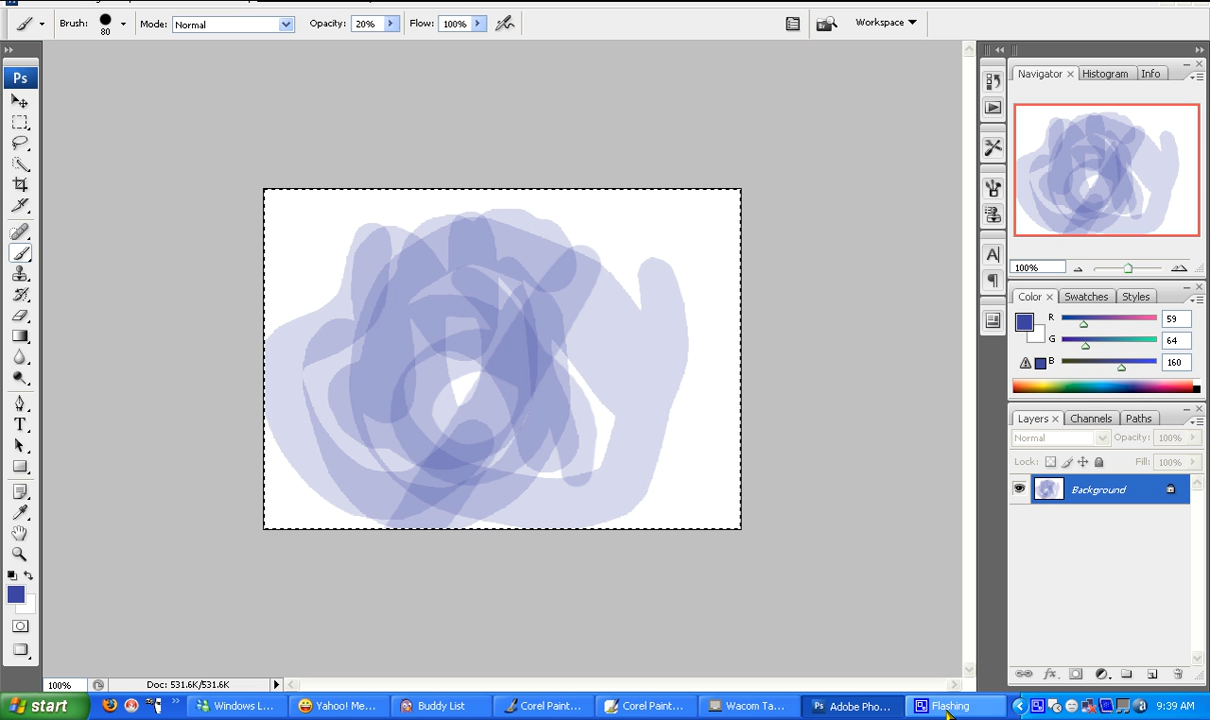 Brush: 80 Mode: Normal Opacity: 20% Flow: 100% Workspace
Ps
Navigator Histogram Info
100%
Color Swatches Styles
R 59
G 64
B 160
Layers Channels Paths
Normal Opacity: 100%
Lock: Fill: 100%
Background
T
A
100% Doc: 531.6K/531.6K
start Windows L... Yahoo! Me... Buddy List Corel Paint... Corel Paint... Wacom Ta... Ps Adobe Pho... Flashing 9:39 AM